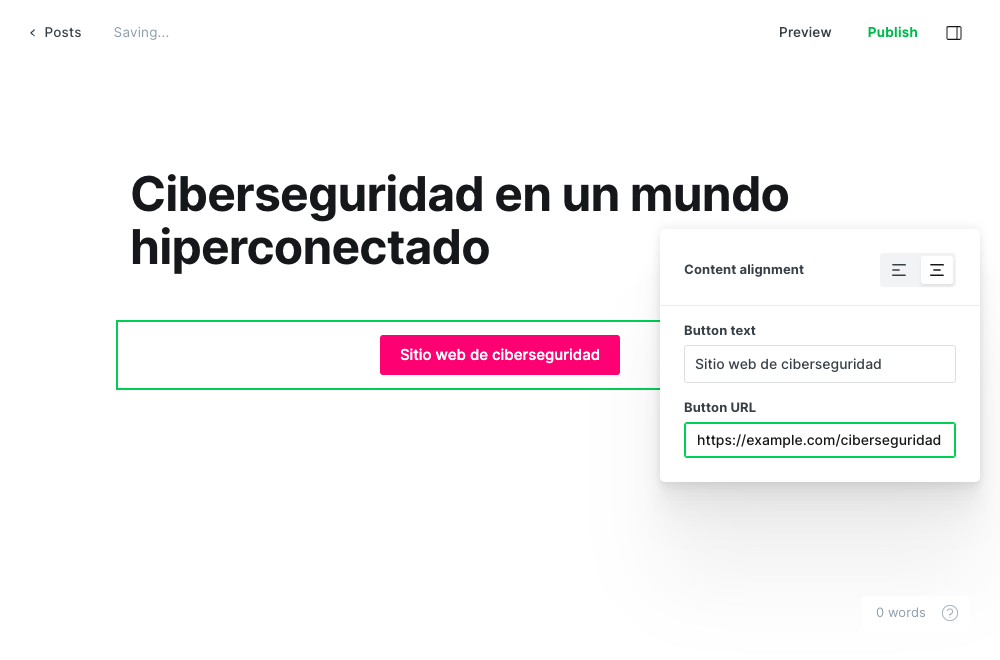 Posts
Saving...
Preview
Publish
Ciberseguridad en un mundo
hiperconectado
Sitio web de ciberseguridad
Content alignment
Button text
Sitio web de ciberseguridad
Button URL
https://example.com/ciberseguridad
0 words
?